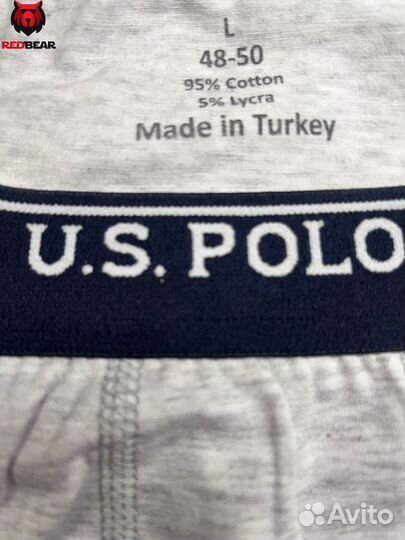 REDBEAR
L
48-50
95% Cotton
5% Lycra
Made in Turkey
U.S. POLO
Avito